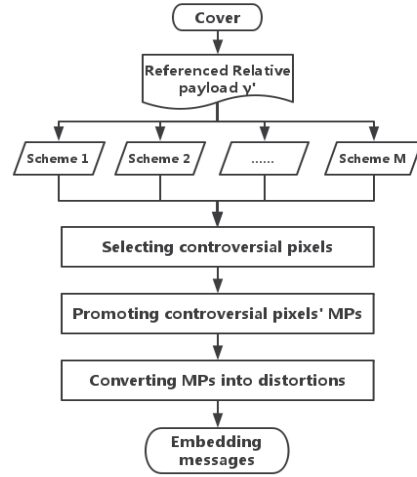 Cover
Referenced Relative
payload γ'
Scheme 1
Scheme 2
......
Scheme M
Selecting controversial pixels
Promoting controversial pixels' MPs
Converting MPs into distortions
Embedding
messages